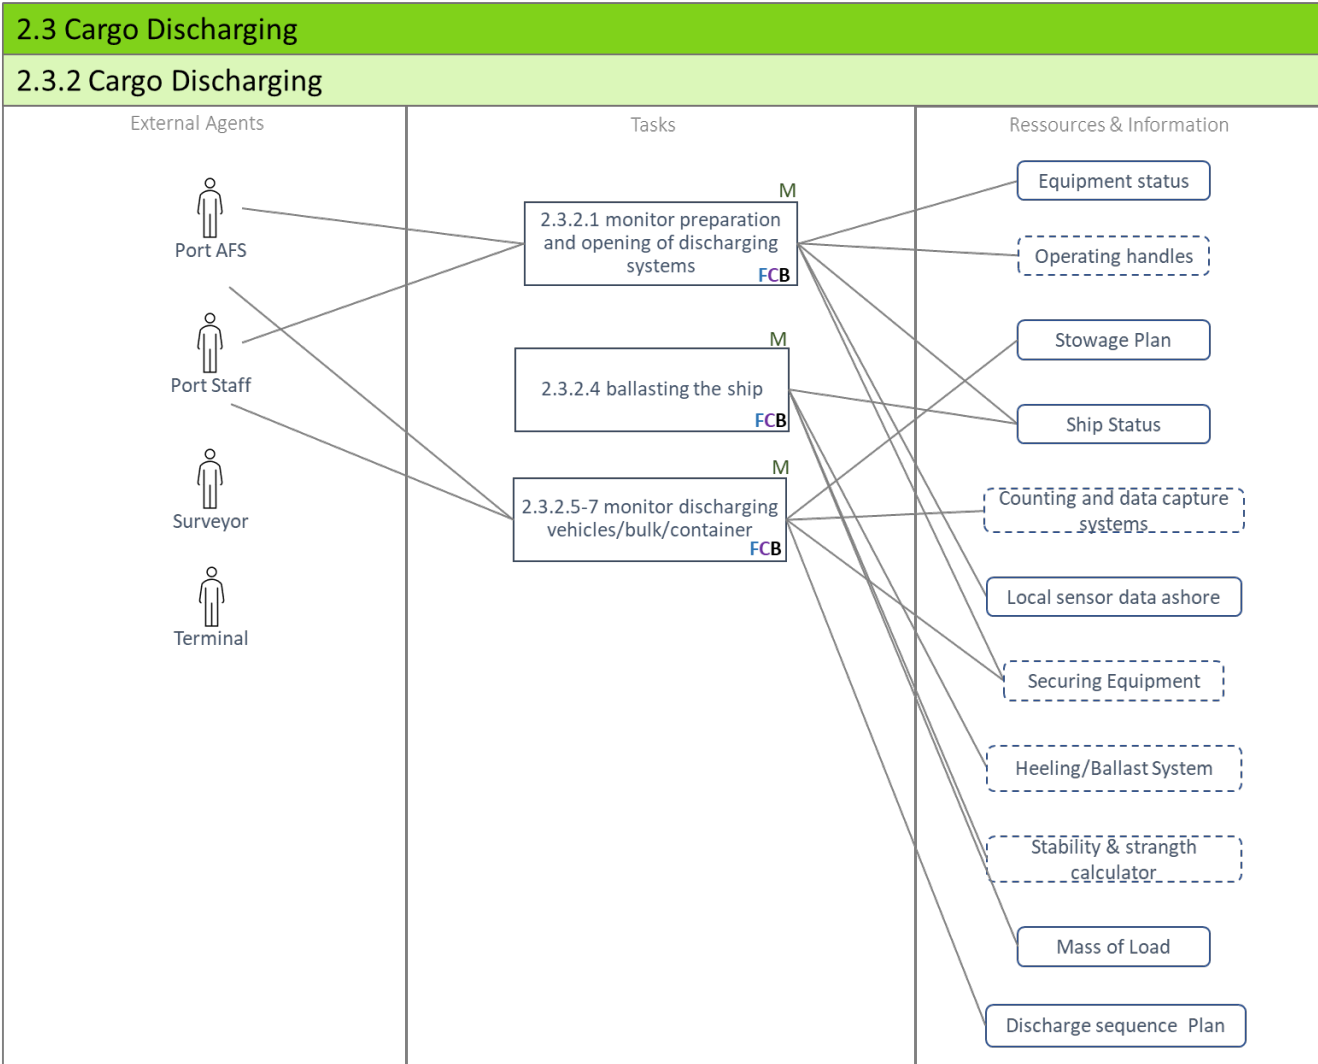 2.3 Cargo Discharging
2.3.2 Cargo Discharging
External Agents
Port AFS
Port Staff
Surveyor
Terminal
Tasks
M
2.3.2.1 monitor preparation
and opening of discharging
systems
FCB
M
2.3.2.4 ballasting the ship
FCB
M
2.3.2.5-7 monitor discharging
vehicles/bulk/container
FCB
Ressources & Information
Equipment status
Operating handles
Stowage Plan
Ship Status
Counting and data capture
systems
Local sensor data ashore
Securing Equipment
Heeling/Ballast System
Stability & strangth
calculator
Mass of Load
Discharge sequence Plan